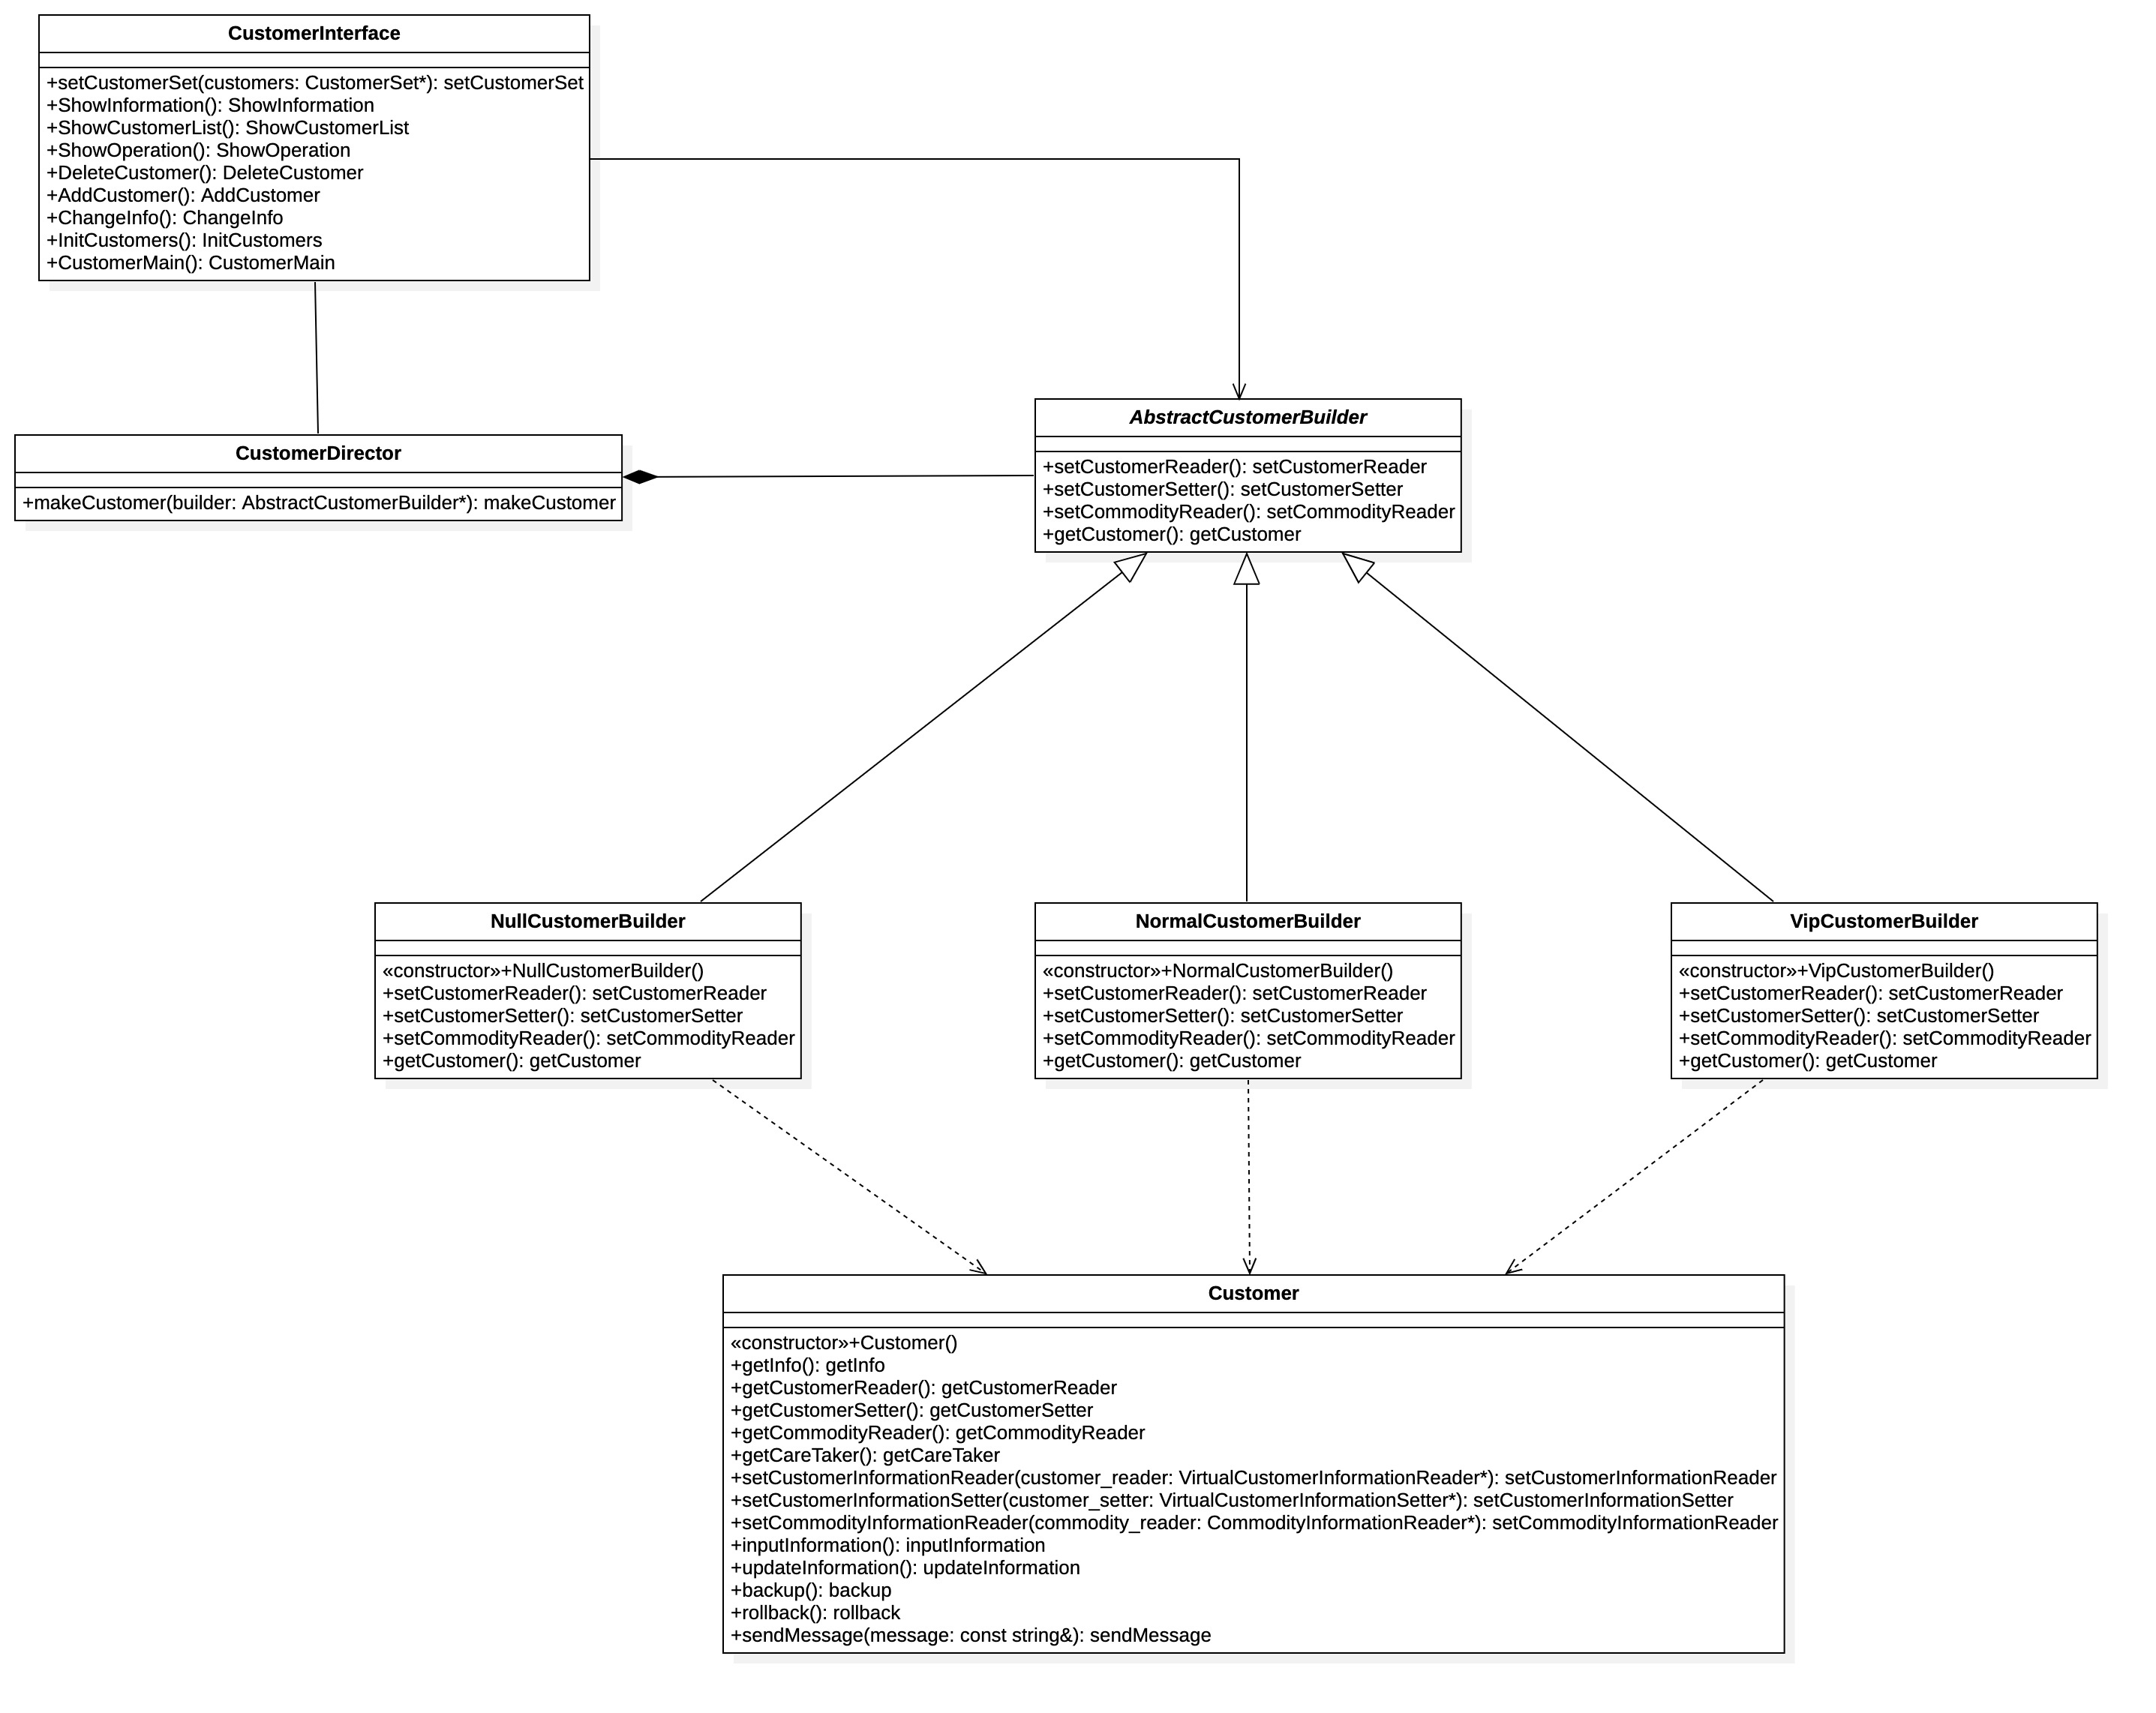 CustomerInterface
+setCustomerSet(customers: CustomerSet*): setCustomerSet
+ShowInformation(): ShowInformation
+ShowCustomerList(): ShowCustomerList
+ShowOperation(): ShowOperation
+DeleteCustomer(): DeleteCustomer
+AddCustomer(): AddCustomer
+ChangeInfo(): ChangeInfo
+InitCustomers(): InitCustomers
+CustomerMain(): CustomerMain
CustomerDirector
+makeCustomer(builder: AbstractCustomerBuilder*): makeCustomer
AbstractCustomerBuilder
+setCustomerReader(): setCustomerReader
+setCustomerSetter(): setCustomerSetter
+setCommodityReader(): setCommodityReader
+getCustomer(): getCustomer
NullCustomerBuilder
«constructor»+NullCustomerBuilder()
+setCustomerReader(): setCustomerReader
+setCustomerSetter(): setCustomerSetter
+setCommodityReader(): setCommodityReader
+getCustomer(): getCustomer
NormalCustomerBuilder
«constructor»+NormalCustomerBuilder()
+setCustomerReader(): setCustomerReader
+setCustomerSetter(): setCustomerSetter
+setCommodityReader(): setCommodityReader
+getCustomer(): getCustomer
VipCustomerBuilder
«constructor»+VipCustomerBuilder()
+setCustomerReader(): setCustomerReader
+setCustomerSetter(): setCustomerSetter
+setCommodityReader(): setCommodityReader
+getCustomer(): getCustomer
Customer
«constructor»+Customer()
+getInfo(): getInfo
+getCustomerReader(): getCustomerReader
+getCustomerSetter(): getCustomerSetter
+getCommodityReader(): getCommodityReader
+getCareTaker(): getCareTaker
+setCustomerInformationReader(customer_reader: VirtualCustomerInformationReader*): setCustomerInformationReader
+setCustomerInformationSetter(customer_setter: VirtualCustomerInformationSetter*): setCustomerInformationSetter
+setCommodityInformationReader(commodity_reader: CommodityInformationReader*): setCommodityInformationReader
+inputInformation(): inputInformation
+updateInformation(): updateInformation
+backup(): backup
+rollback(): rollback
+sendMessage(message: const string&): sendMessage